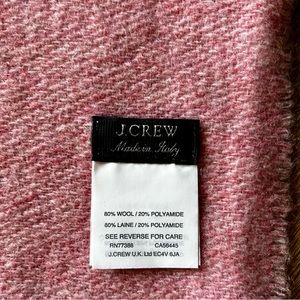 J.CREW
Made in Italy
80% WOOL / 20% POLYAMIDE
80% LAINE / 20% POLYAMIDE
SEE REVERSE FOR CARE
RN77388 CA56445
J.CREW U.K. Ltd EC4V 6JA